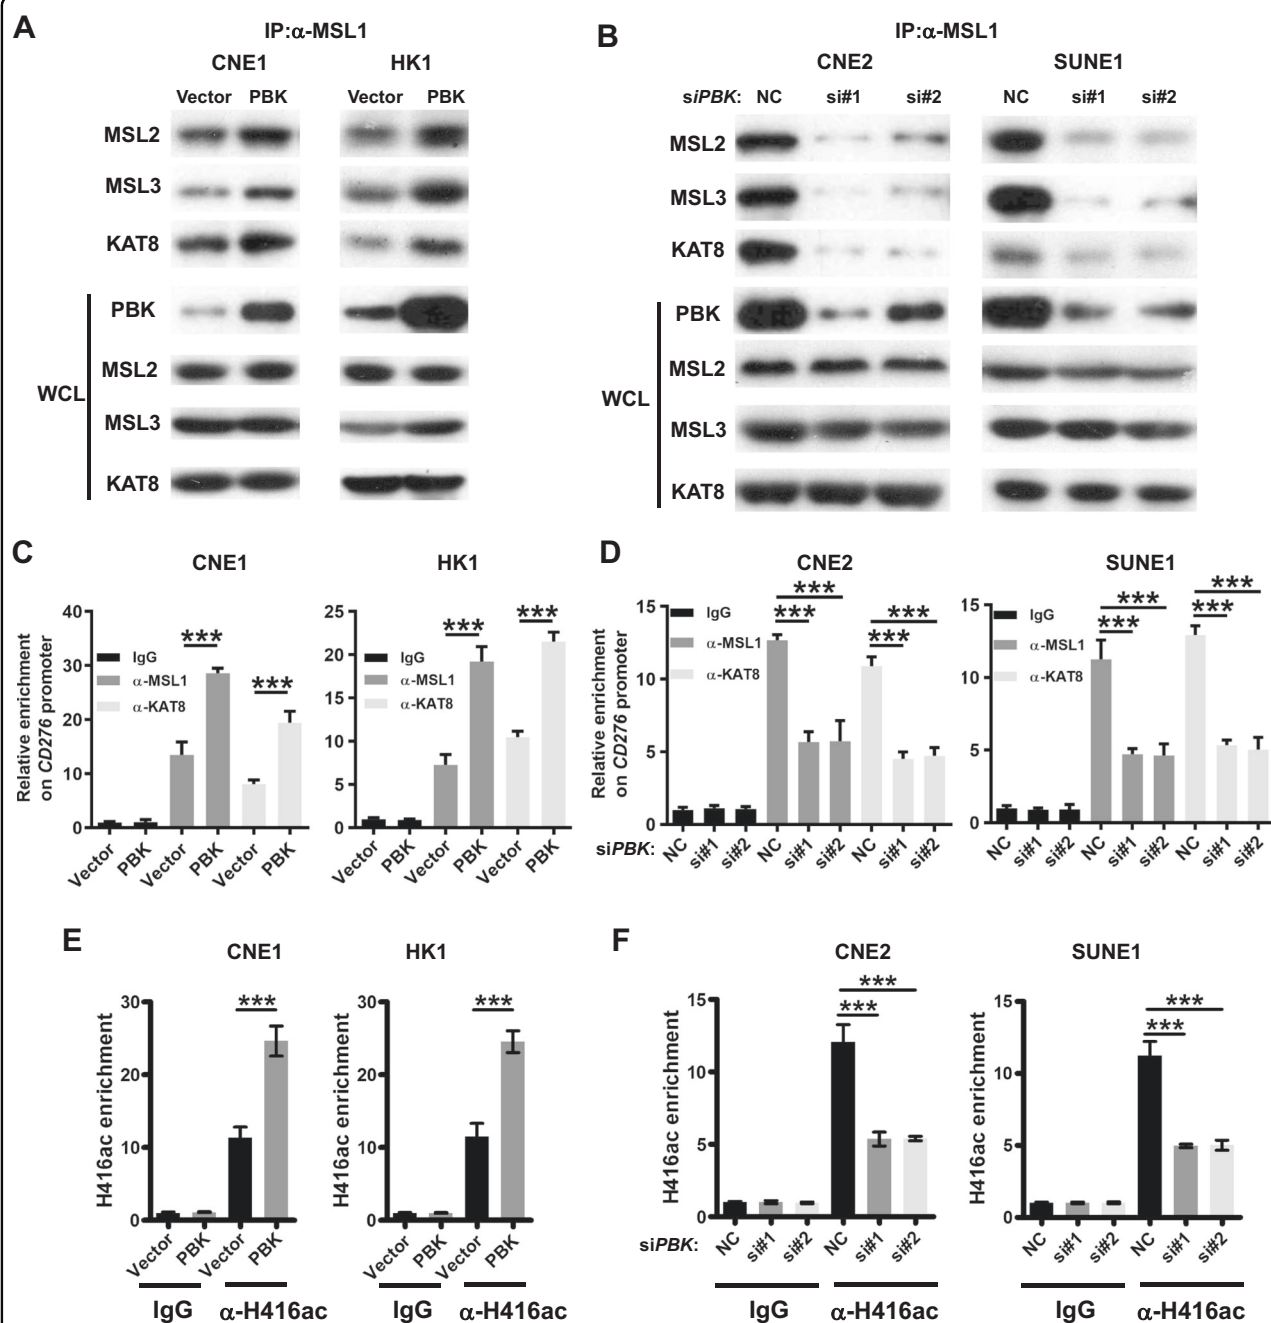 A
IP:α-MSL1
CNE1
HK1
Vector
PBK
Vector
PBK
MSL2
MSL3
KAT8
PBK
MSL2
MSL3
KAT8
WCL
B
IP:α-MSL1
CNE2
SUNE1
siPBK:
NC
si#1
si#2
NC
si#1
si#2
MSL2
MSL3
KAT8
PBK
MSL2
MSL3
KAT8
WCL
C
CNE1
Relative enrichment
on CD276 promoter
40
30
20
10
0
IgG
α-MSL1
α-KAT8
***
***
Vector
PBK
Vector
PBK
Vector
PBK
HK1
25
20
15
10
5
0
IgG
α-MSL1
α-KAT8
***
***
Vector
PBK
Vector
PBK
Vector
PBK
D
CNE2
Relative enrichment
on CD276 promoter
15
10
5
0
IgG
α-MSL1
α-KAT8
***
***
***
***
siPBK:
NC
si#1
si#2
NC
si#1
si#2
NC
si#1
si#2
SUNE1
15
10
5
0
IgG
α-MSL1
α-KAT8
***
***
***
***
NC
si#1
si#2
NC
si#1
si#2
NC
si#1
si#2
E
CNE1
H416ac enrichment
30
20
10
0
***
Vector
PBK
Vector
PBK
IgG
α-H416ac
HK1
H416ac enrichment
30
20
10
0
***
Vector
PBK
Vector
PBK
IgG
α-H416ac
F
CNE2
H416ac enrichment
15
10
5
0
***
***
siPBK:
NC
si#1
si#2
NC
si#1
si#2
IgG
α-H416ac
SUNE1
H416ac enrichment
15
10
5
0
***
***
NC
si#1
si#2
NC
si#1
si#2
IgG
α-H416ac